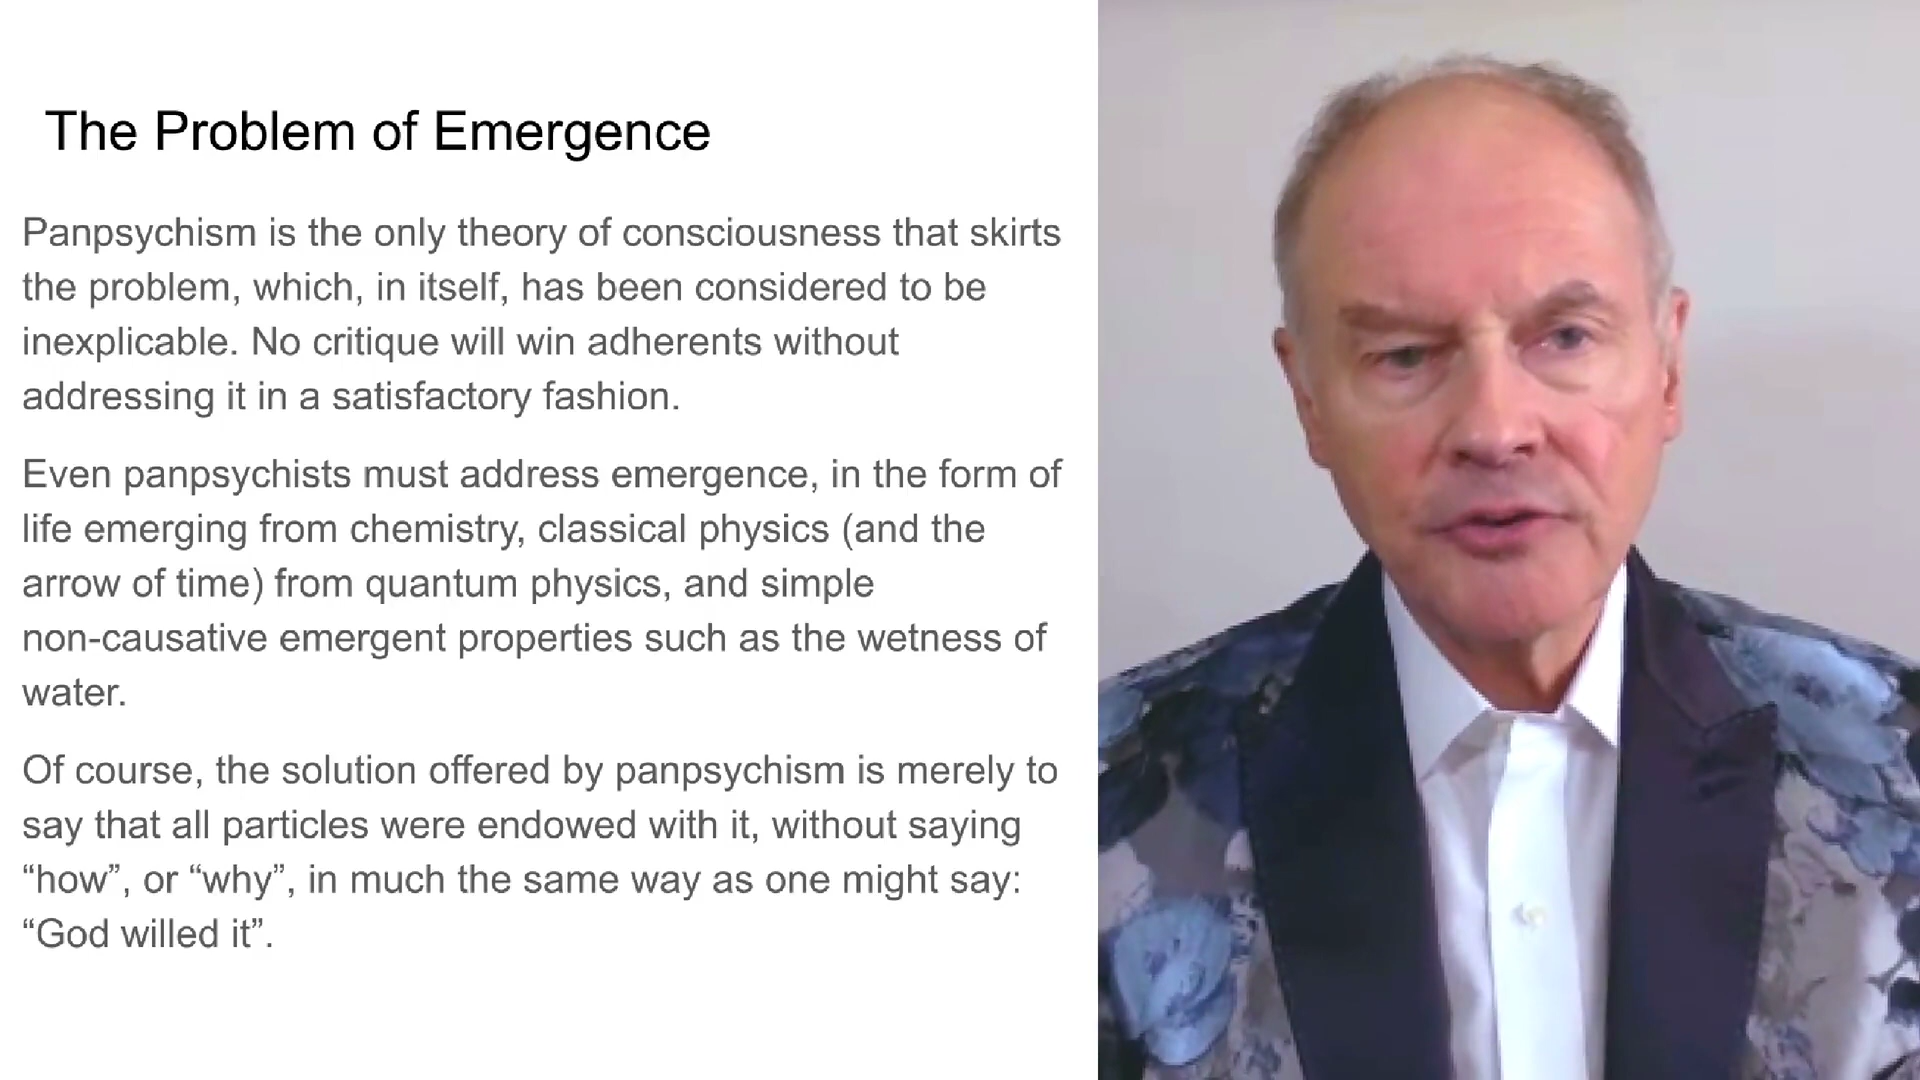 The Problem of Emergence
Panpsychism is the only theory of consciousness that skirts
the problem, which, in itself, has been considered to be
inexplicable. No critique will win adherents without
addressing it in a satisfactory fashion.
Even panpsychists must address emergence, in the form of
life emerging from chemistry, classical physics (and the
arrow of time) from quantum physics, and simple
non-causative emergent properties such as the wetness of
water.
Of course, the solution offered by panpsychism is merely to
say that all particles were endowed with it, without saying
“how”, or “why”, in much the same way as one might say:
“God willed it”.